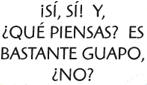 ¡SÍ, SÍ! Y,
¿QUÉ PIENSAS? ES
BASTANTE GUAPO,
¿NO?